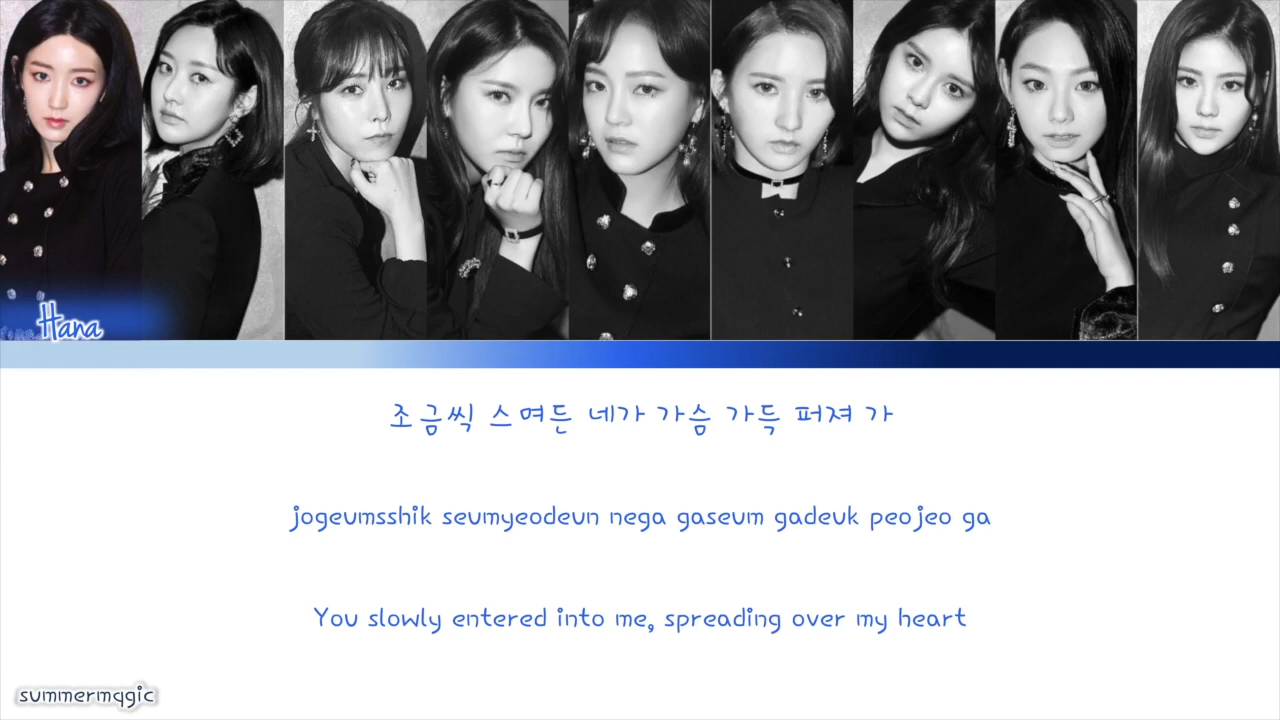 Hana
조금씩 스며든 네가 가슴 가득 퍼져 가
jogeumsshik seumyeodeun nega gaseum gadeuk peojeo ga
You slowly entered into me, spreading over my heart
summermqgic